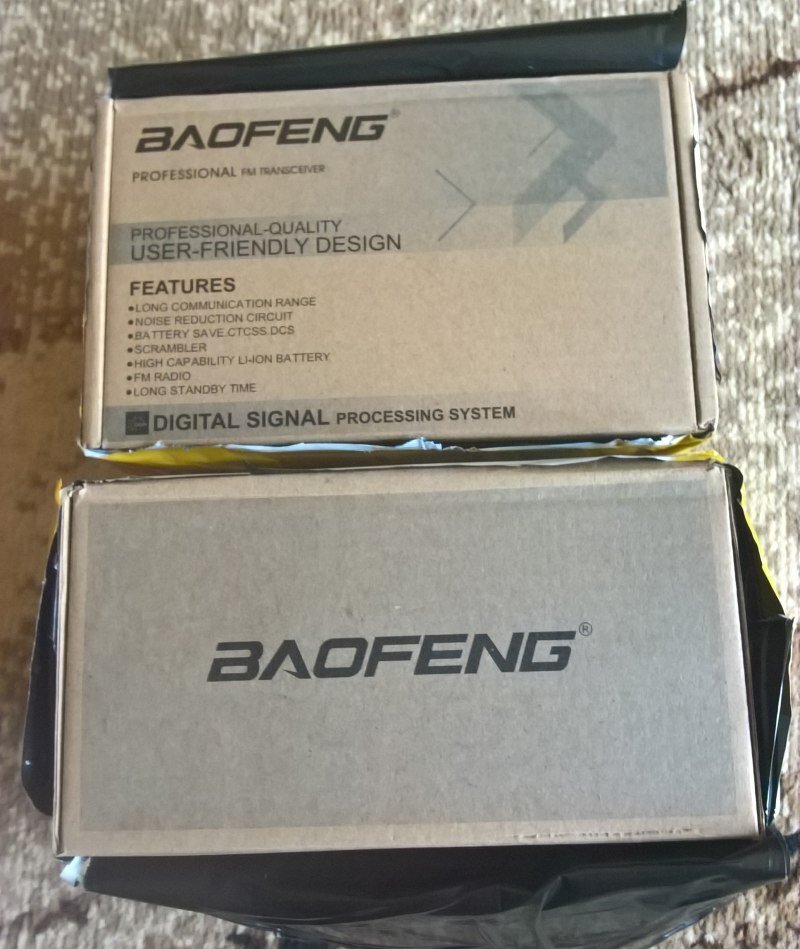 BAOFENG®
PROFESSIONAL FM TRANSCEIVER
PROFESSIONAL-QUALITY
USER-FRIENDLY DESIGN
FEATURES
•LONG COMMUNICATION RANGE
•NOISE REDUCTION CIRCUIT
•BATTERY SAVE.CTCSS.DCS
•SCRAMBLER
•HIGH CAPABILITY LI-ION BATTERY
•FM RADIO
•LONG STANDBY TIME
DIGITAL SIGNAL PROCESSING SYSTEM
BAOFENG®